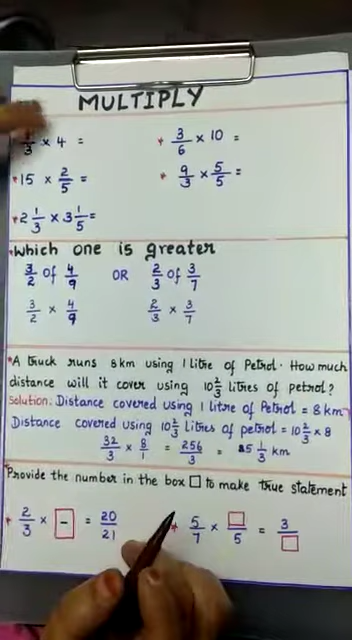 MULTIPLY
1/3 × 4 =
* 3/6 × 10 =
* 15 × 2/5 =
* 9/3 × 5/5 =
* 2 1/3 × 3 1/5 =
* Which one is greater
3/2 of 4/9 OR 2/3 of 3/7
3/2 × 4/9 2/3 × 3/7
* A truck runs 8km using 1 litre of Petrol. How much
distance will it cover using 10 2/3 litres of petrol?
Solution: Distance covered using 1 litre of Petrol = 8 km
Distance covered using 10 2/3 litres of petrol = 10 2/3 × 8
32/3 × 8/1 = 256/3 = 85 1/3 km
* Provide the number in the box □ to make true statement
* 2/3 × □ = 20/21 * 5/7 × □/5 = 3/□